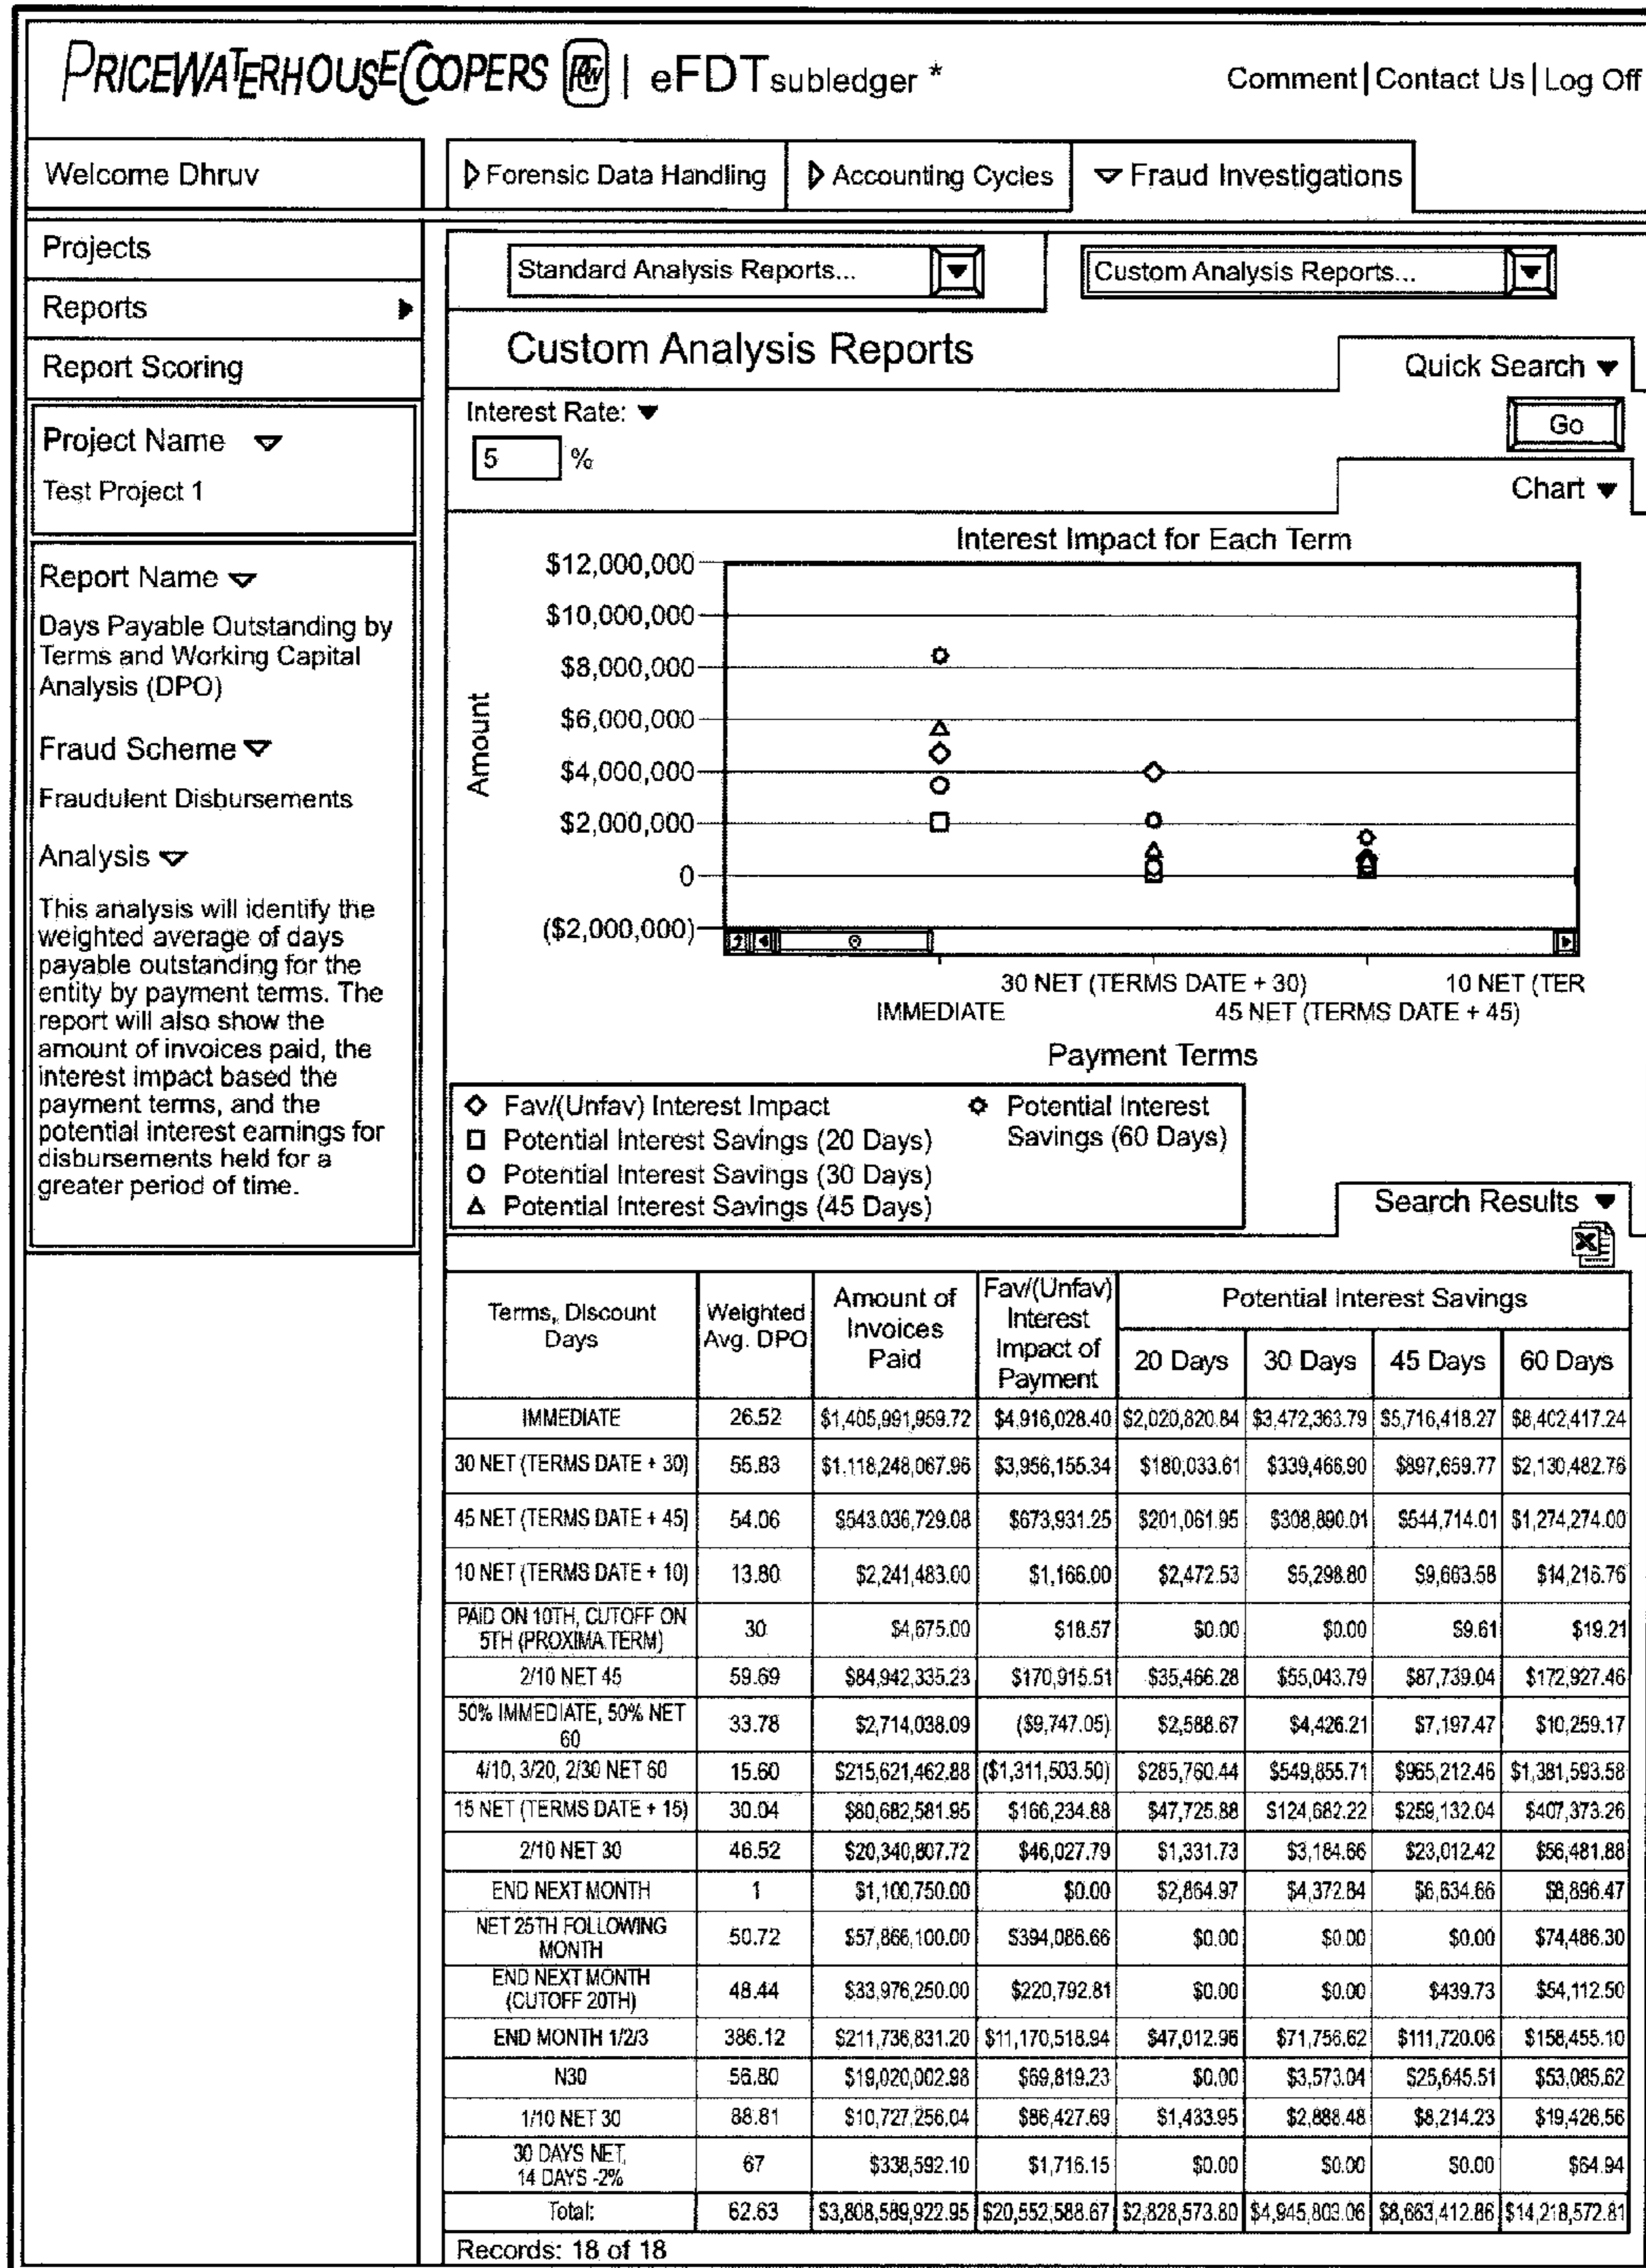 PRICEWATERHOUSECOOPERS PwC | eFDT subledger *
Comment | Contact Us | Log Off
Welcome Dhruv
Forensic Data Handling
Accounting Cycles
Fraud Investigations
Projects
Reports
Report Scoring
Project Name
Test Project 1
Report Name
Days Payable Outstanding by
Terms and Working Capital
Analysis (DPO)
Fraud Scheme
Fraudulent Disbursements
Analysis
This analysis will identify the
weighted average of days
payable outstanding for the
entity by payment terms. The
report will also show the
amount of invoices paid, the
interest impact based the
payment terms, and the
potential interest earnings for
disbursements held for a
greater period of time.
Standard Analysis Reports...
Custom Analysis Reports...
Custom Analysis Reports
Quick Search
Interest Rate:
Go
5 %
Chart
Interest Impact for Each Term
Amount
$12,000,000
$10,000,000
$8,000,000
$6,000,000
$4,000,000
$2,000,000
0
($2,000,000)
30 NET (TERMS DATE + 30) 10 NET (TER
IMMEDIATE 45 NET (TERMS DATE + 45)
Payment Terms
Fav/(Unfav) Interest Impact
Potential Interest Savings (20 Days)
Potential Interest Savings (30 Days)
Potential Interest Savings (45 Days)
Potential Interest
Savings (60 Days)
Search Results
Terms, Discount
Days
Weighted
Avg. DPO
Amount of
Invoices
Paid
Fav/(Unfav)
Interest
Impact of
Payment
Potential Interest Savings
20 Days 30 Days 45 Days 60 Days
IMMEDIATE 26.52 $1,405,991,959.72 $4,916,028.40 $2,020,820.84 $3,472,363.79 $5,716,418.27 $8,402,417.24
30 NET (TERMS DATE + 30) 55.83 $1,118,248,067.96 $3,956,155.34 $180,033.61 $339,466.90 $897,659.77 $2,130,482.76
45 NET (TERMS DATE + 45) 54.06 $543,036,729.08 $673,931.25 $201,061.95 $308,890.01 $544,714.01 $1,274,274.00
10 NET (TERMS DATE + 10) 13.80 $2,241,483.00 $1,166.00 $2,472.53 $5,298.80 $9,663.58 $14,216.76
PAID ON 10TH, CUTOFF ON
5TH (PROXIMA TERM) 30 $4,675.00 $18.57 $0.00 $0.00 $9.61 $19.21
2/10 NET 45 59.69 $84,942,335.23 $170,915.51 $35,466.28 $55,043.79 $87,739.04 $172,927.46
50% IMMEDIATE, 50% NET
60 33.78 $2,714,038.09 ($9,747.05) $2,588.67 $4,426.21 $7,197.47 $10,259.17
4/10, 3/20, 2/30 NET 60 15.60 $215,621,462.88 ($1,311,503.50) $285,760.44 $549,855.71 $965,212.46 $1,381,593.58
15 NET (TERMS DATE + 15) 30.04 $80,682,581.95 $166,234.88 $47,725.88 $124,682.22 $259,132.04 $407,373.26
2/10 NET 30 46.52 $20,340,807.72 $46,027.79 $1,331.73 $3,184.66 $23,012.42 $56,481.88
END NEXT MONTH 1 $1,100,750.00 $0.00 $2,864.97 $4,372.84 $6,634.66 $8,896.47
NET 25TH FOLLOWING
MONTH 50.72 $57,866,100.00 $394,086.66 $0.00 $0.00 $0.00 $74,486.30
END NEXT MONTH
(CUTOFF 20TH) 48.44 $33,976,250.00 $220,792.81 $0.00 $0.00 $439.73 $54,112.50
END MONTH 1/2/3 386.12 $211,736,831.20 $11,170,518.94 $47,012.96 $71,756.62 $111,720.06 $158,455.10
N30 56.80 $19,020,002.98 $69,819.23 $0.00 $3,573.04 $25,645.51 $53,085.62
1/10 NET 30 88.81 $10,727,256.04 $86,427.69 $1,433.95 $2,888.48 $8,214.23 $19,426.56
30 DAYS NET,
14 DAYS -2% 67 $338,592.10 $1,716.15 $0.00 $0.00 $0.00 $64.94
Total: 62.63 $3,808,589,922.95 $20,552,588.67 $2,828,573.80 $4,945,803.06 $8,663,412.86 $14,218,572.81
Records: 18 of 18